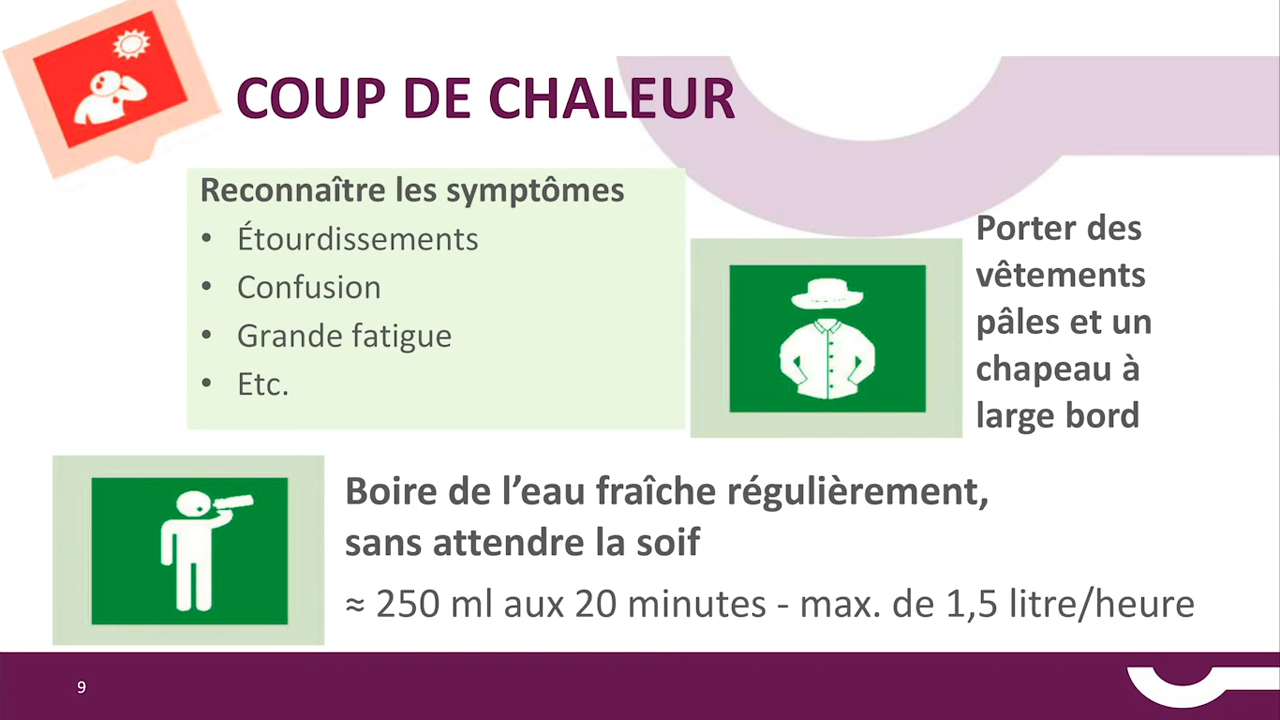 COUP DE CHALEUR
Reconnaître les symptômes
• Étourdissements
• Confusion
• Grande fatigue
• Etc.
Porter des
vêtements
pâles et un
chapeau à
large bord
Boire de l’eau fraîche régulièrement,
sans attendre la soif
≈ 250 ml aux 20 minutes - max. de 1,5 litre/heure
9